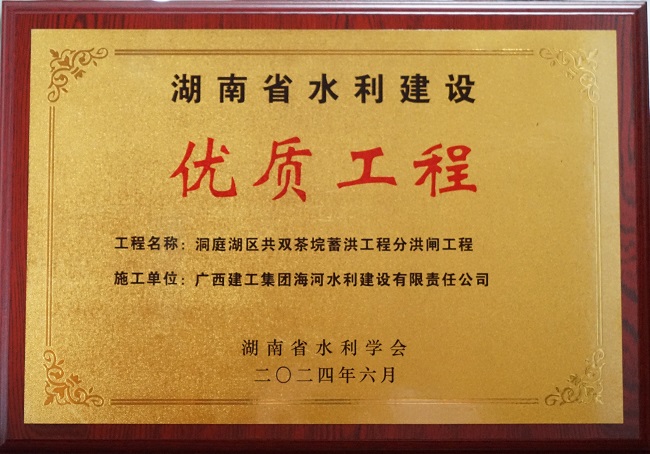 湖南省水利建设
优质工程
工程名称：洞庭湖区共双茶垸蓄洪工程分洪闸工程
施工单位：广西建工集团海河水利建设有限责任公司
湖南省水利学会
二〇二四年六月